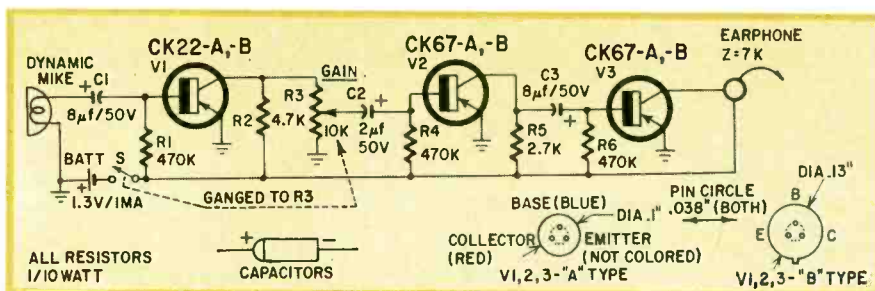 DYNAMIC
MIKE
C1
8μf/50V
CK22-A,-B
V1
R1
470K
BATT
S
1.3V/1MA
GANGED TO R3
R2
4.7K
GAIN
R3
10K
C2
2μf
50V
CK67-A,-B
V2
R4
470K
C3
8μf/50V
R5
2.7K
CK67-A,-B
V3
R6
470K
EARPHONE
Z=7K
ALL RESISTORS
1/10 WATT
CAPACITORS
BASE (BLUE)
DIA .1"
COLLECTOR
(RED)
EMITTER
(NOT COLORED)
V1,2,3-"A" TYPE
PIN CIRCLE
.038" (BOTH)
DIA .13"
B
E
C
V1,2,3-"B" TYPE